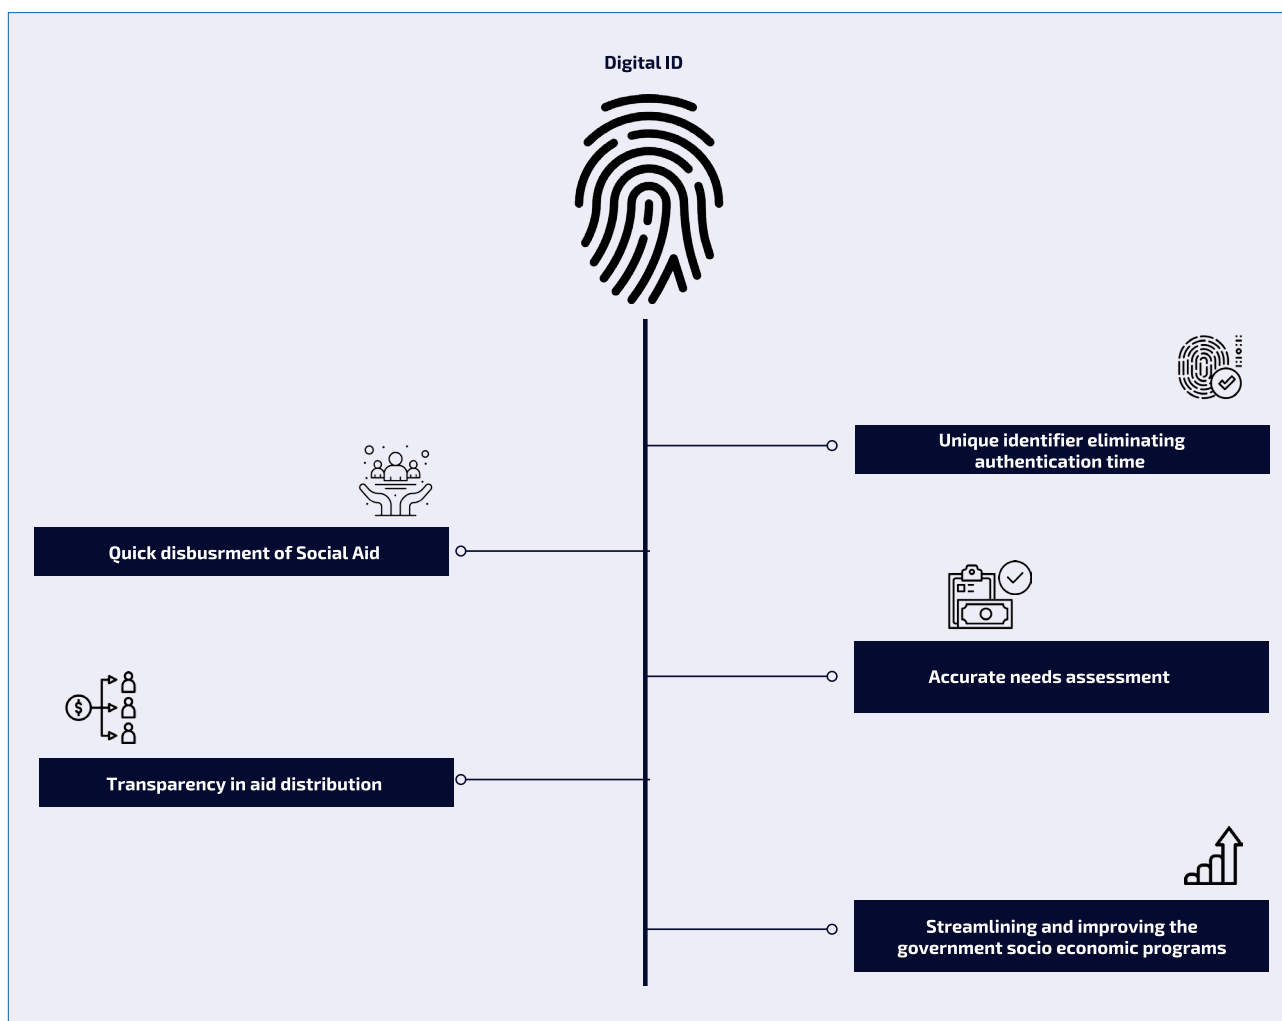 Digital ID
Unique identifier eliminating
authentication time
Quick disbusrment of Social Aid
Accurate needs assessment
Transparency in aid distribution
Streamlining and improving the
government socio economic programs